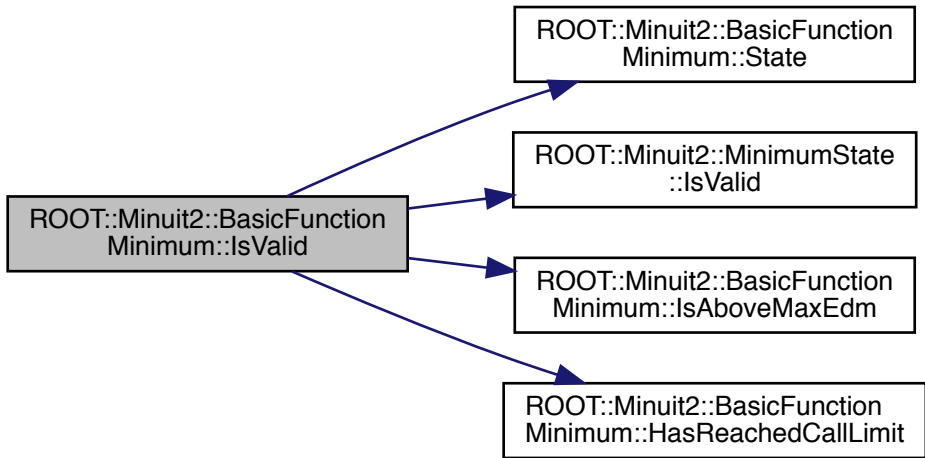 ROOT::Minuit2::BasicFunction
Minimum::State
ROOT::Minuit2::MinimumState
::IsValid
ROOT::Minuit2::BasicFunction
Minimum::IsValid
ROOT::Minuit2::BasicFunction
Minimum::IsAboveMaxEdm
ROOT::Minuit2::BasicFunction
Minimum::HasReachedCallLimit